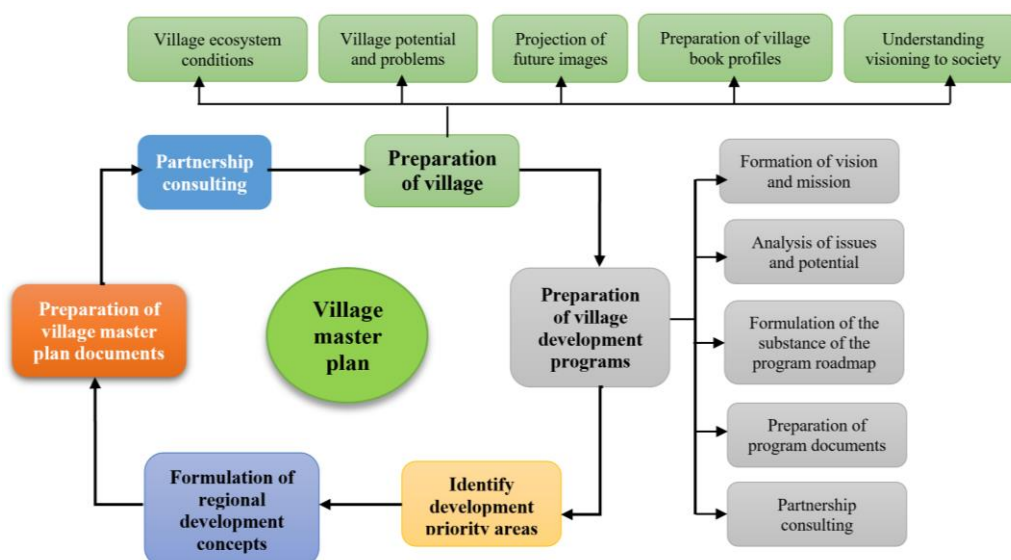 Village ecosystem
conditions
Village potential
and problems
Projection of
future images
Preparation of village
book profiles
Understanding
visioning to society
Partnership
consulting
Preparation
of village
Formation of vision
and mission
Analysis of issues
and potential
Preparation
of village
development
programs
Formulation of the
substance of the
program roadmap
Preparation of
program documents
Partnership
consulting
Village
master
plan
Preparation of
village master
plan documents
Formulation of
regional
development
concepts
Identify
development
priority areas